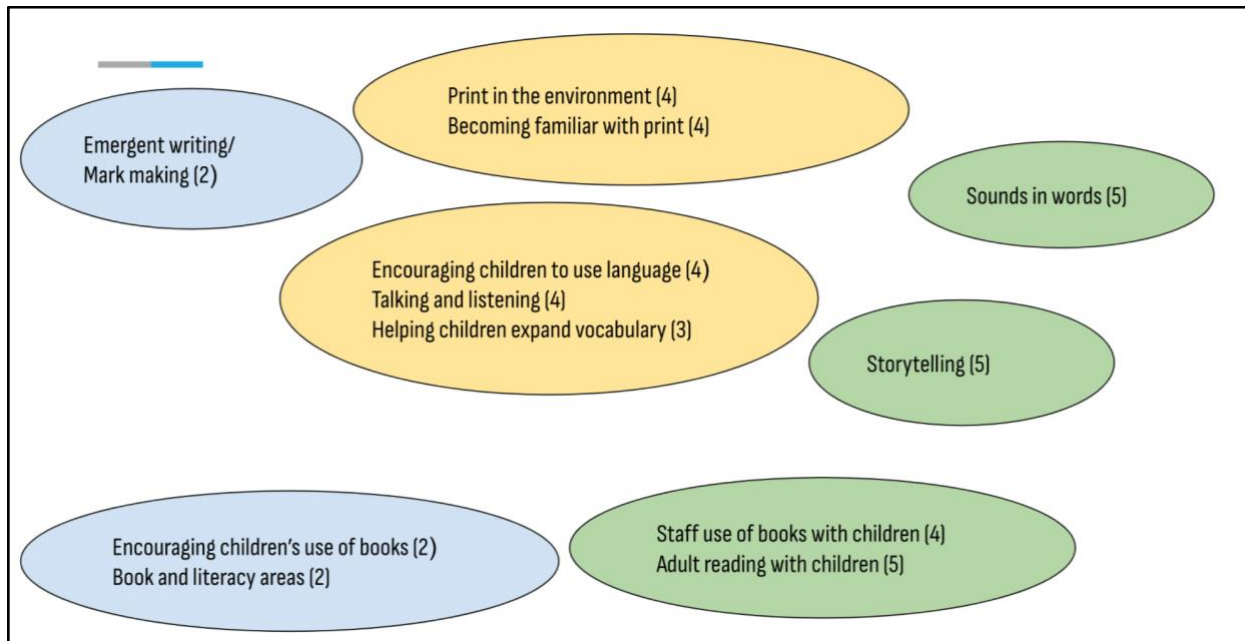 Print in the environment (4)
Becoming familiar with print (4)
Emergent writing/
Mark making (2)
Sounds in words (5)
Encouraging children to use language (4)
Talking and listening (4)
Helping children expand vocabulary (3)
Storytelling (5)
Encouraging children’s use of books (2)
Book and literacy areas (2)
Staff use of books with children (4)
Adult reading with children (5)